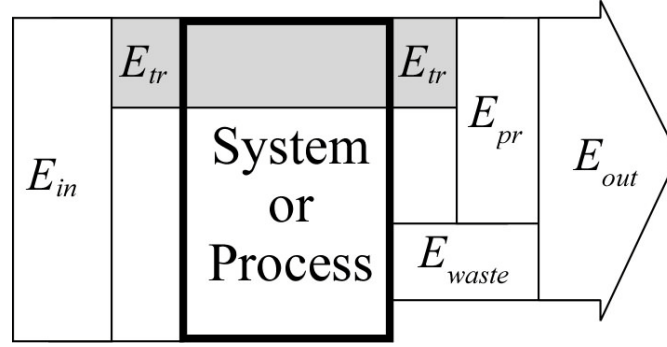 E_in
E_tr
System
or
Process
E_tr
E_pr
E_waste
E_out